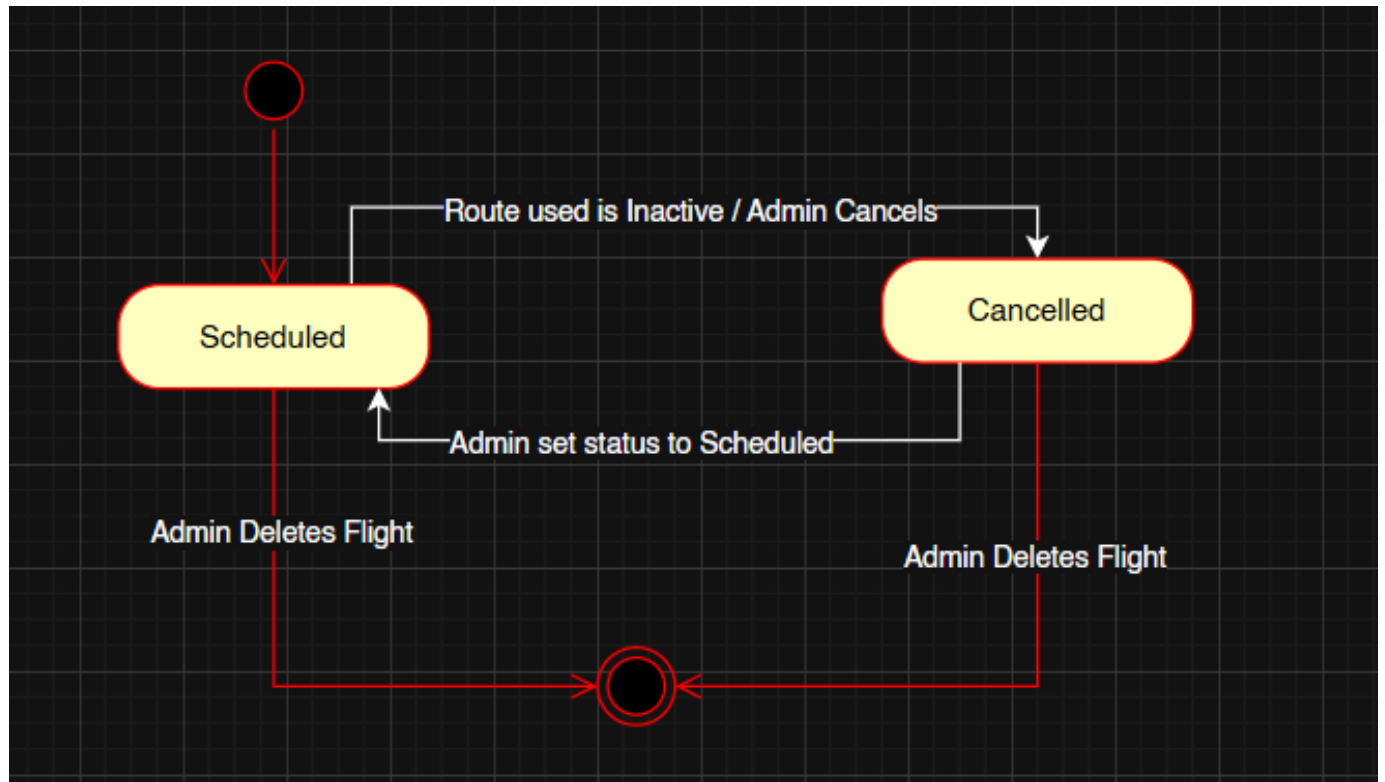 Route used is Inactive / Admin Cancels
Scheduled
Cancelled
Admin set status to Scheduled
Admin Deletes Flight
Admin Deletes Flight